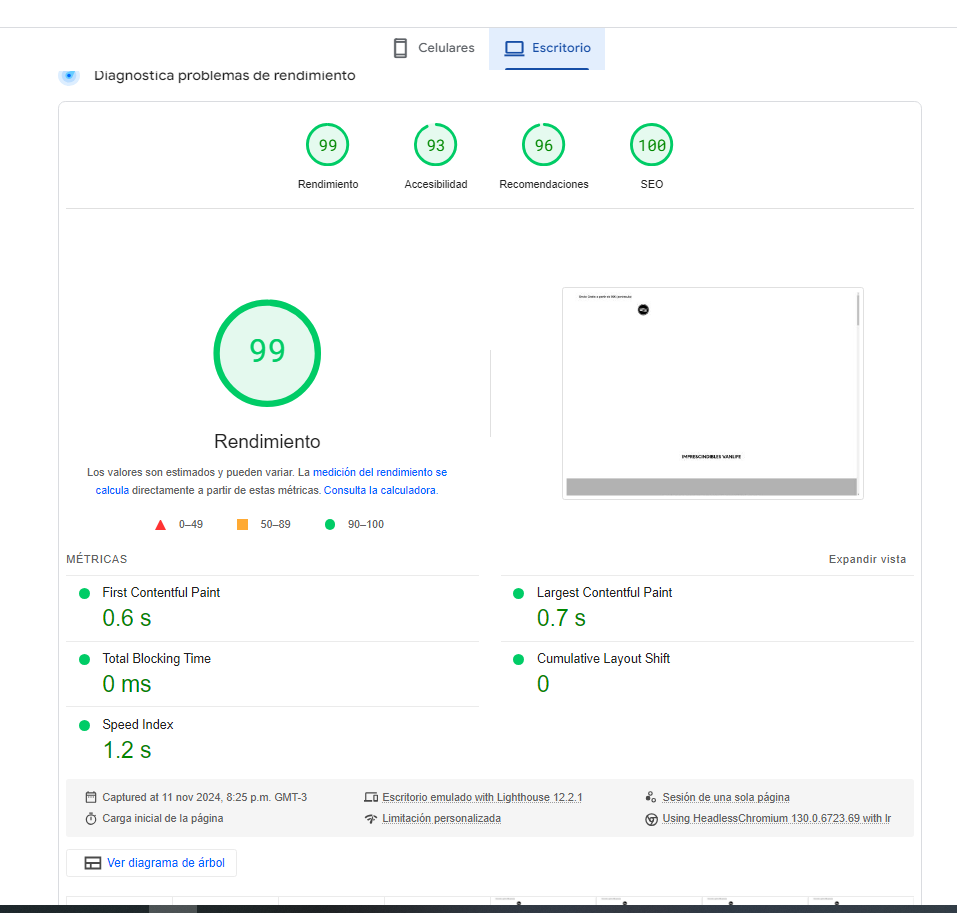 Celulares
Escritorio
Diagnostica problemas de rendimiento
99
93
96
100
Rendimiento
Accesibilidad
Recomendaciones
SEO
99
Rendimiento
Los valores son estimados y pueden variar. La medición del rendimiento se
calcula directamente a partir de estas métricas. Consulta la calculadora.
0–49
50–89
90–100
IMPRESCINDIBLES VANLIFE
MÉTRICAS
Expandir vista
First Contentful Paint
0.6 s
Largest Contentful Paint
0.7 s
Total Blocking Time
0 ms
Cumulative Layout Shift
0
Speed Index
1.2 s
Captured at 11 nov 2024, 8:25 p.m. GMT-3
Escritorio emulado with Lighthouse 12.2.1
Sesión de una sola página
Carga inicial de la página
Limitación personalizada
Using HeadlessChromium 130.0.6723.69 with lr
Ver diagrama de árbol